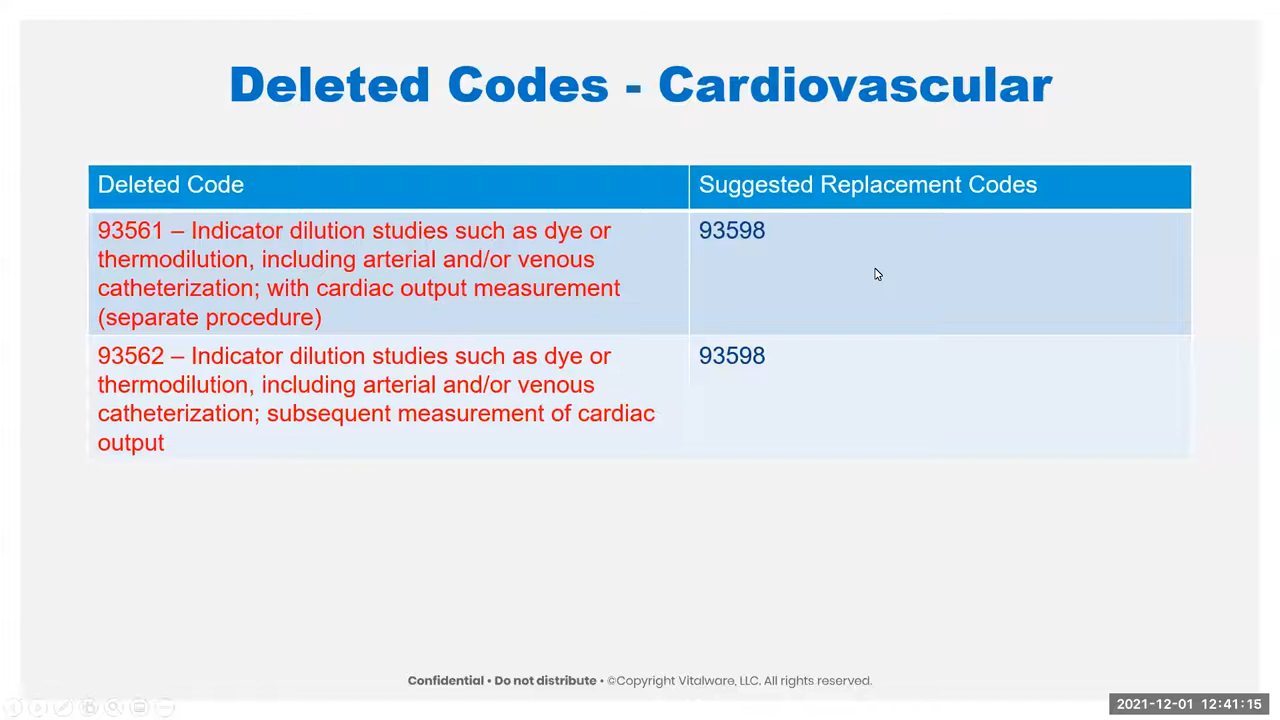 Deleted Codes - Cardiovascular
Deleted Code
Suggested Replacement Codes
93561 – Indicator dilution studies such as dye or
thermodilution, including arterial and/or venous
catheterization; with cardiac output measurement
(separate procedure)
93598
93562 – Indicator dilution studies such as dye or
thermodilution, including arterial and/or venous
catheterization; subsequent measurement of cardiac
output
93598
Confidential • Do not distribute • ©Copyright Vitalware, LLC. All rights reserved.
2021-12-01 12:41:15